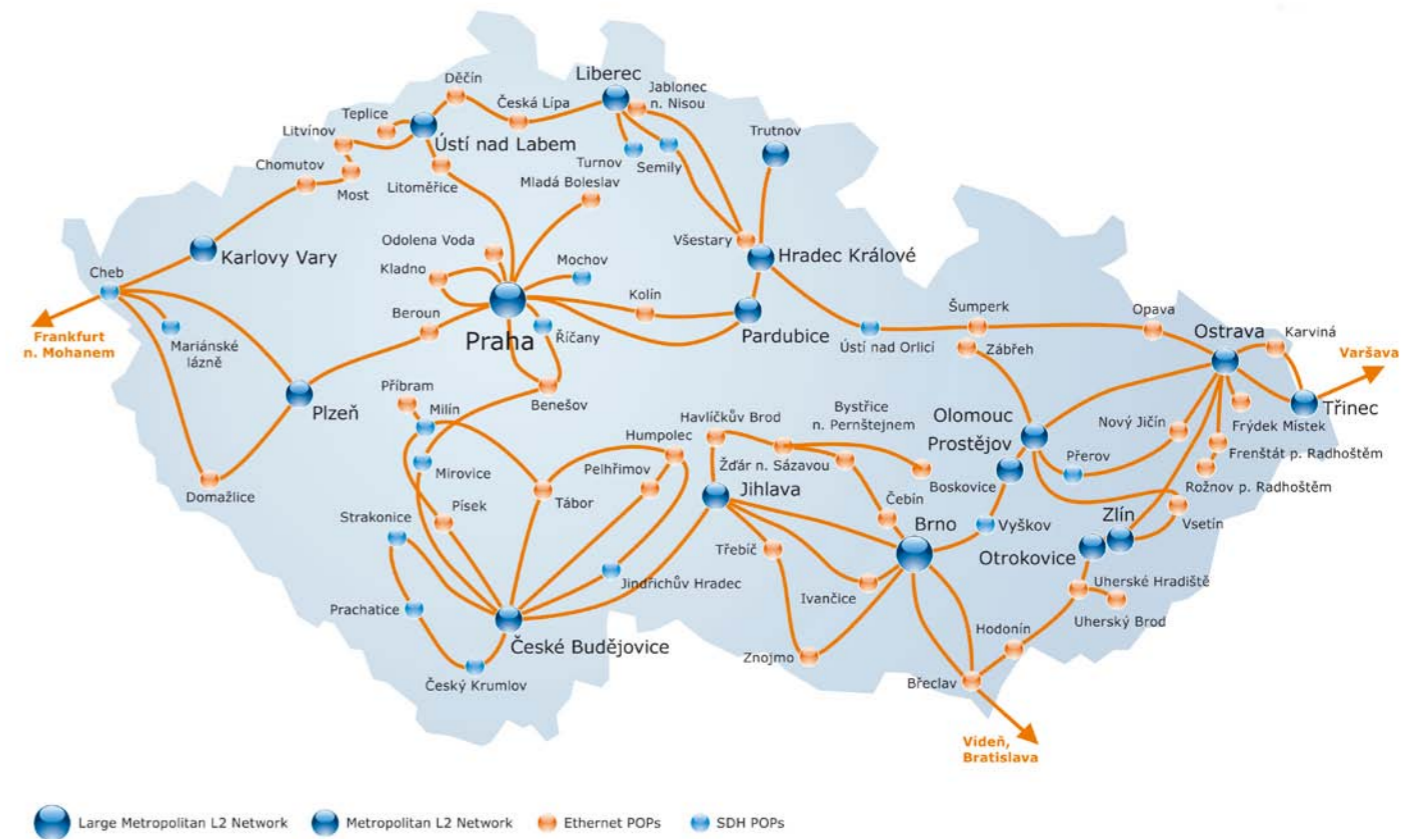 Liberec
Děčín
Jablonec
n. Nisou
Česká Lípa
Teplice
Trutnov
Litvínov
Ústí nad Labem
Turnov
Semily
Chomutov
Most
Litoměřice
Mladá Boleslav
Odolena Voda
Všestary
Karlovy Vary
Hradec Králové
Kladno
Mochov
Cheb
Kolín
Šumperk
Opava
Beroun
Ostrava
Frankfurt
n. Mohanem
Praha
Říčany
Pardubice
Ústí nad Orlicí
Karviná
Mariánské
lázně
Zábřeh
Varšava
Příbram
Benešov
Plzeň
Milín
Havlíčkův Brod
Bystřice
n. Pernštejnem
Olomouc
Nový Jičín
Frýdek Místek
Třinec
Humpolec
Prostějov
Mirovice
Pelhřimov
Žďár n. Sázavou
Přerov
Frenštát p. Radhoštěm
Domažlice
Jihlava
Boskovice
Rožnov p. Radhoštěm
Písek
Tábor
Čebín
Strakonice
Brno
Vyškov
Zlín
Vsetín
Třebíč
Otrokovice
Jindřichův Hradec
Uherské Hradiště
Prachatice
Ivančice
Uherský Brod
České Budějovice
Hodonín
Znojmo
Český Krumlov
Břeclav
Videň,
Bratislava
Large Metropolitan L2 Network
Metropolitan L2 Network
Ethernet POPs
SDH POPs